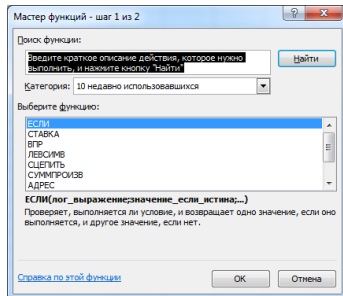 Мастер функций - шаг 1 из 2
Поиск функции:
Введите краткое описание действия, которое нужно
выполнить, и нажмите кнопку "Найти"
Найти
Категория: 10 недавно использовавшихся
Выберите функцию:
ЕСЛИ
СТАВКА
ВПР
ЛЕВСИМВ
СЦЕПИТЬ
СУММПРОИЗВ
АДРЕС
ЕСЛИ(лог_выражение;значение_если_истина;...)
Проверяет, выполняется ли условие, и возвращает одно значение, если оно
выполняется, и другое значение, если нет.
Справка по этой функции
ОК
Отмена